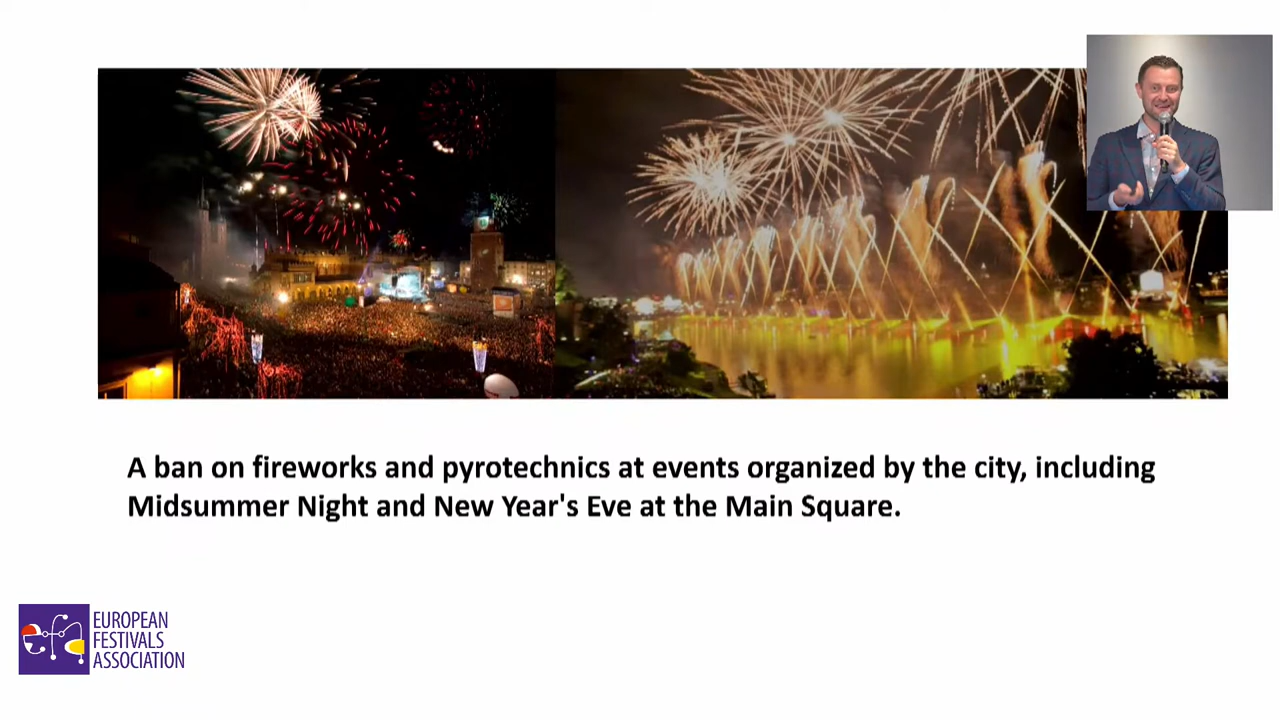 A ban on fireworks and pyrotechnics at events organized by the city, including
Midsummer Night and New Year's Eve at the Main Square.
EUROPEAN
FESTIVALS
ASSOCIATION